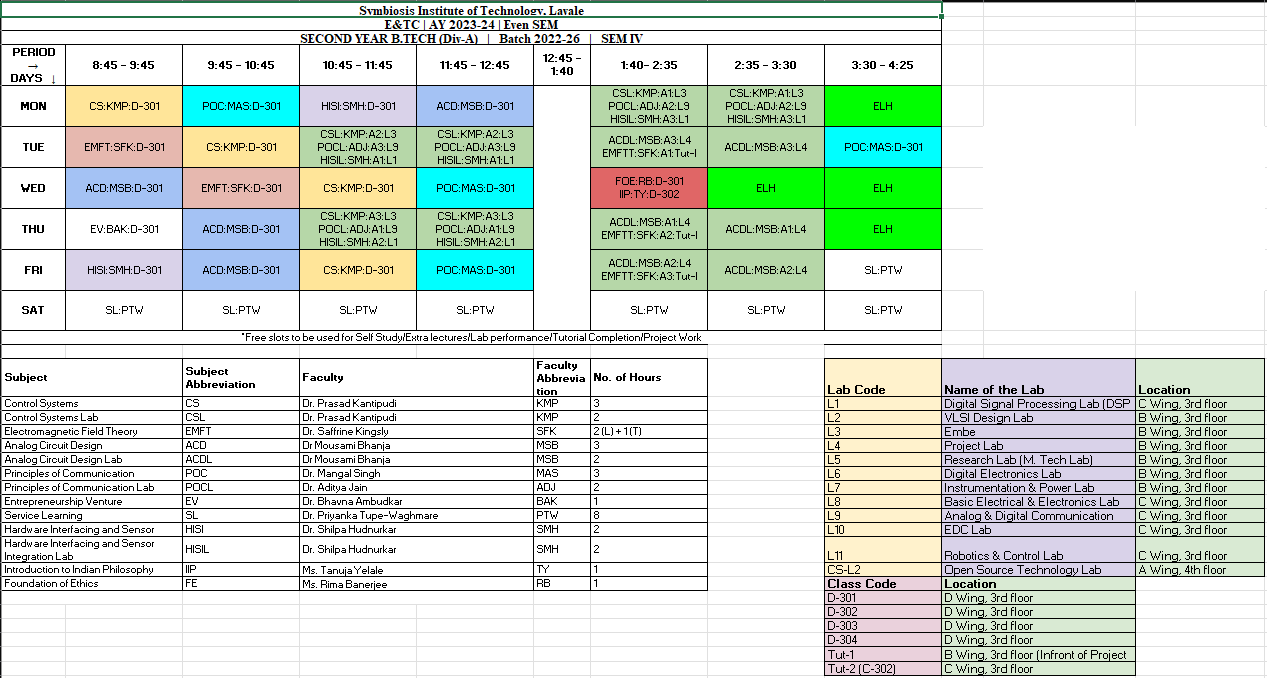 Symbiosis Institute of Technology, Lavale
E&TC | AY 2023-24 | Even SEM
SECOND YEAR B.TECH (Div-A) | Batch 2022-26 | SEM IV
PERIOD → DAYS ↓ 8:45 - 9:45 9:45 - 10:45 10:45 - 11:45 11:45 - 12:45 12:45 - 1:40 1:40- 2:35 2:35 - 3:30 3:30 - 4:25
MON CS:KMP:D-301 POC:MAS:D-301 HISI:SMH:D-301 ACD:MSB:D-301 CSL:KMP:A1:L3 POCL:ADJ:A2:L9 HISIL:SMH:A3:L1 CSL:KMP:A1:L3 POCL:ADJ:A2:L9 HISIL:SMH:A3:L1 ELH
TUE EMFT:SFK:D-301 CS:KMP:D-301 CSL:KMP:A2:L3 POCL:ADJ:A3:L9 HISIL:SMH:A1:L1 CSL:KMP:A2:L3 POCL:ADJ:A3:L9 HISIL:SMH:A1:L1 ACDL:MSB:A3:L4 EMFTT:SFK:A1:Tut-I ACDL:MSB:A3:L4 POC:MAS:D-301
WED ACD:MSB:D-301 EMFT:SFK:D-301 CS:KMP:D-301 POC:MAS:D-301 FOE:RB:D-301 IIP:TY:D-302 ELH ELH
THU EV:BAK:D-301 ACD:MSB:D-301 CSL:KMP:A3:L3 POCL:ADJ:A1:L9 HISIL:SMH:A2:L1 CSL:KMP:A3:L3 POCL:ADJ:A1:L9 HISIL:SMH:A2:L1 ACDL:MSB:A1:L4 EMFTT:SFK:A2:Tut-I ACDL:MSB:A1:L4 ELH
FRI HISI:SMH:D-301 ACD:MSB:D-301 CS:KMP:D-301 POC:MAS:D-301 ACDL:MSB:A2:L4 EMFTT:SFK:A3:Tut-I ACDL:MSB:A2:L4 SL:PTW
SAT SL:PTW SL:PTW SL:PTW SL:PTW SL:PTW SL:PTW SL:PTW
*Free slots to be used for Self Study/Extra lectures/Lab performance/Tutorial Completion/Project Work
Subject Subject Abbreviation Faculty Faculty Abbreviation No. of Hours
Control Systems CS Dr. Prasad Kantipudi KMP 3
Control Systems Lab CSL Dr. Prasad Kantipudi KMP 2
Electromagnetic Field Theory EMFT Dr. Saffrine Kingsly SFK 2 (L) + 1 (T)
Analog Circuit Design ACD Dr Mousami Bhanja MSB 3
Analog Circuit Design Lab ACDL Dr Mousami Bhanja MSB 2
Principles of Communication POC Dr. Mangal Singh MAS 3
Principles of Communication Lab POCL Dr. Aditya Jain ADJ 2
Entrepreneurship Venture EV Dr. Bhavna Ambudkar BAK 1
Service Learning SL Dr. Priyanka Tupe-Waghmare PTW 8
Hardware Interfacing and Sensor HISI Dr. Shilpa Hudnurkar SMH 2
Hardware Interfacing and Sensor Integration Lab HISIL Dr. Shilpa Hudnurkar SMH 2
Introduction to Indian Philosophy IIP Ms. Tanuja Yelale TY 1
Foundation of Ethics FE Ms. Rima Banerjee RB 1
Lab Code Name of the Lab Location
L1 Digital Signal Processing Lab (DSP C Wing, 3rd floor
L2 VLSI Design Lab B Wing, 3rd floor
L3 Embe B Wing, 3rd floor
L4 Project Lab B Wing, 3rd floor
L5 Research Lab (M. Tech Lab) B Wing, 3rd floor
L6 Digital Electronics Lab B Wing, 3rd floor
L7 Instrumentation & Power Lab B Wing, 3rd floor
L8 Basic Electrical & Electronics Lab C Wing, 3rd floor
L9 Analog & Digital Communication C Wing, 3rd floor
L10 EDC Lab C Wing, 3rd floor
L11 Robotics & Control Lab C Wing, 3rd floor
CS-L2 Open Source Technology Lab A Wing, 4th floor
Class Code Location
D-301 D Wing, 3rd floor
D-302 D Wing, 3rd floor
D-303 D Wing, 3rd floor
D-304 D Wing, 3rd floor
Tut-1 B Wing, 3rd floor (Infront of Project
Tut-2 (C-302) C Wing, 3rd floor